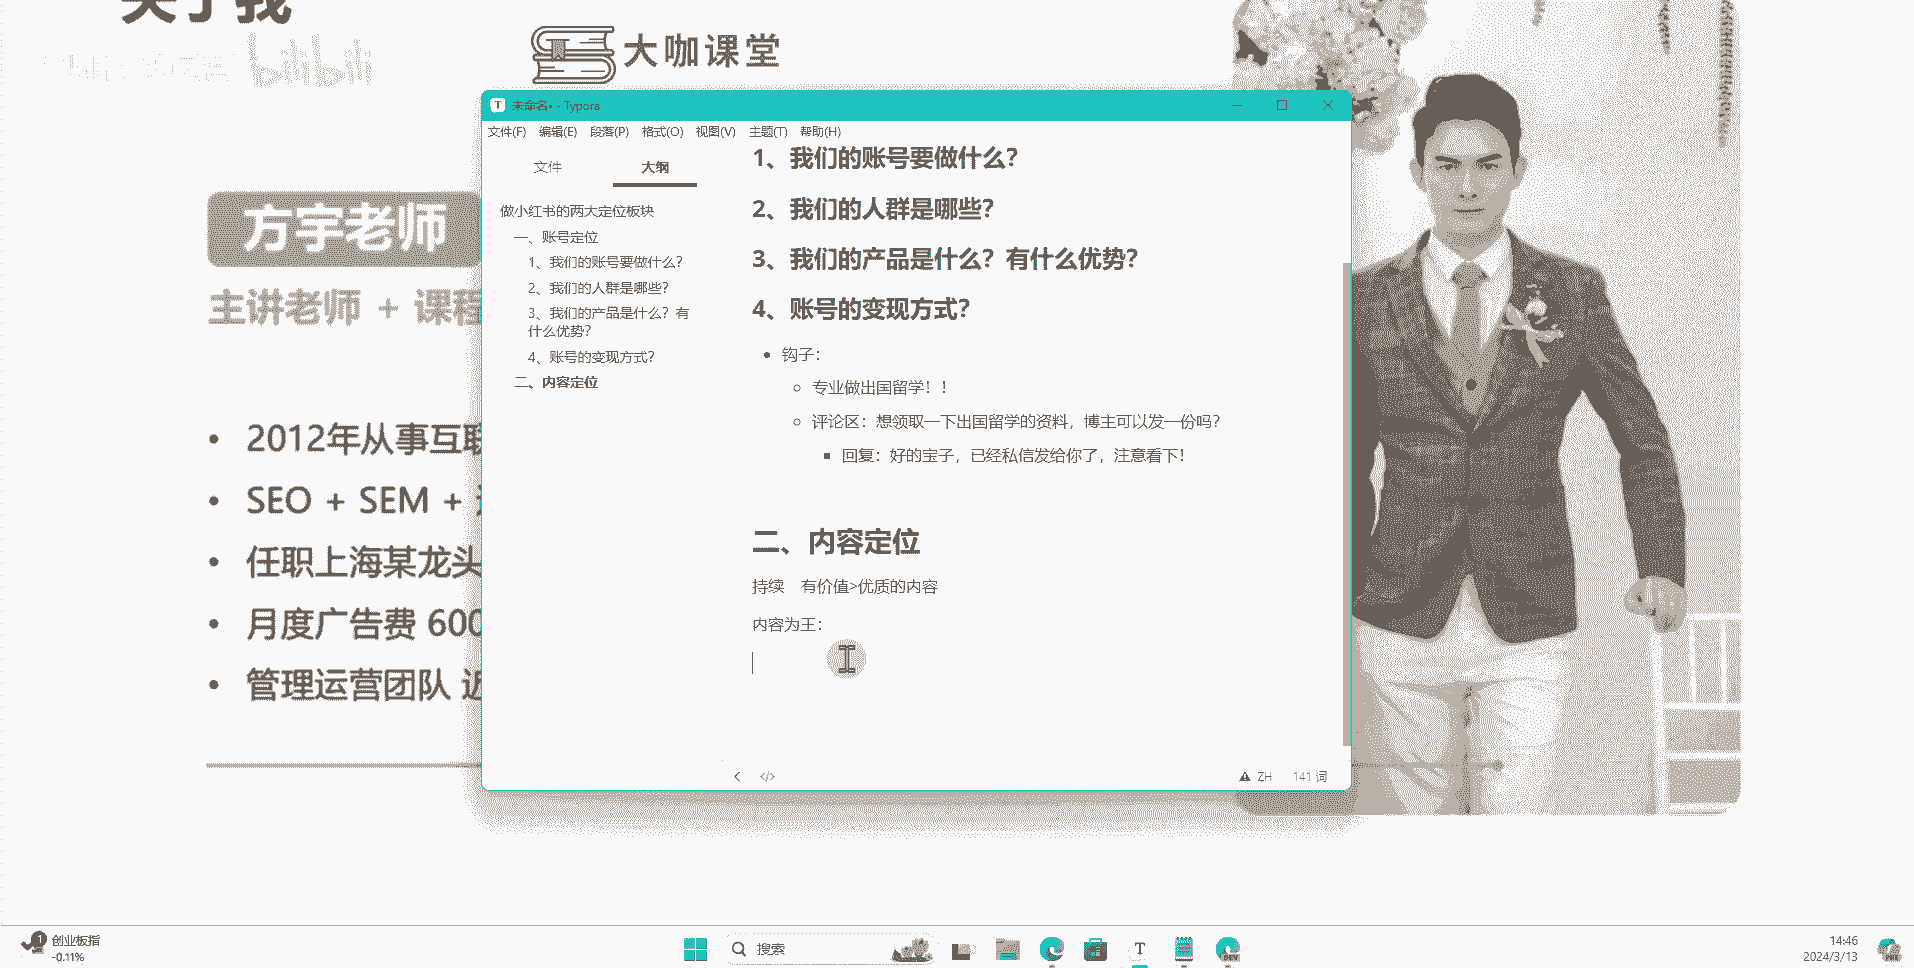 关于我
bilibili
大咖课堂
方宇老师
主讲老师 + 课程
2012年从事互联
SEO + SEM +
任职上海某龙头
月度广告费 600
管理运营团队 近
未命名• - Typora
文件(F) 编辑(E) 段落(P) 格式(O) 视图(V) 主题(T) 帮助(H)
文件 大纲
做小红书的两大定位板块
一、账号定位
1、我们的账号要做什么？
2、我们的人群是哪些？
3、我们的产品是什么？有
什么优势？
4、账号的变现方式？
二、内容定位
1、我们的账号要做什么？
2、我们的人群是哪些？
3、我们的产品是什么？有什么优势？
4、账号的变现方式？
钩子：
专业做出国留学！！
评论区：想领取一下出国留学的资料，博主可以发一份吗？
回复：好的宝子，已经私信发给你了，注意看下！
二、内容定位
持续 有价值>优质的内容
内容为王：
</> ZH 141 词
1 创业板指
-0.11%
搜索
T
DEV
14:46
2024/3/13
PRE